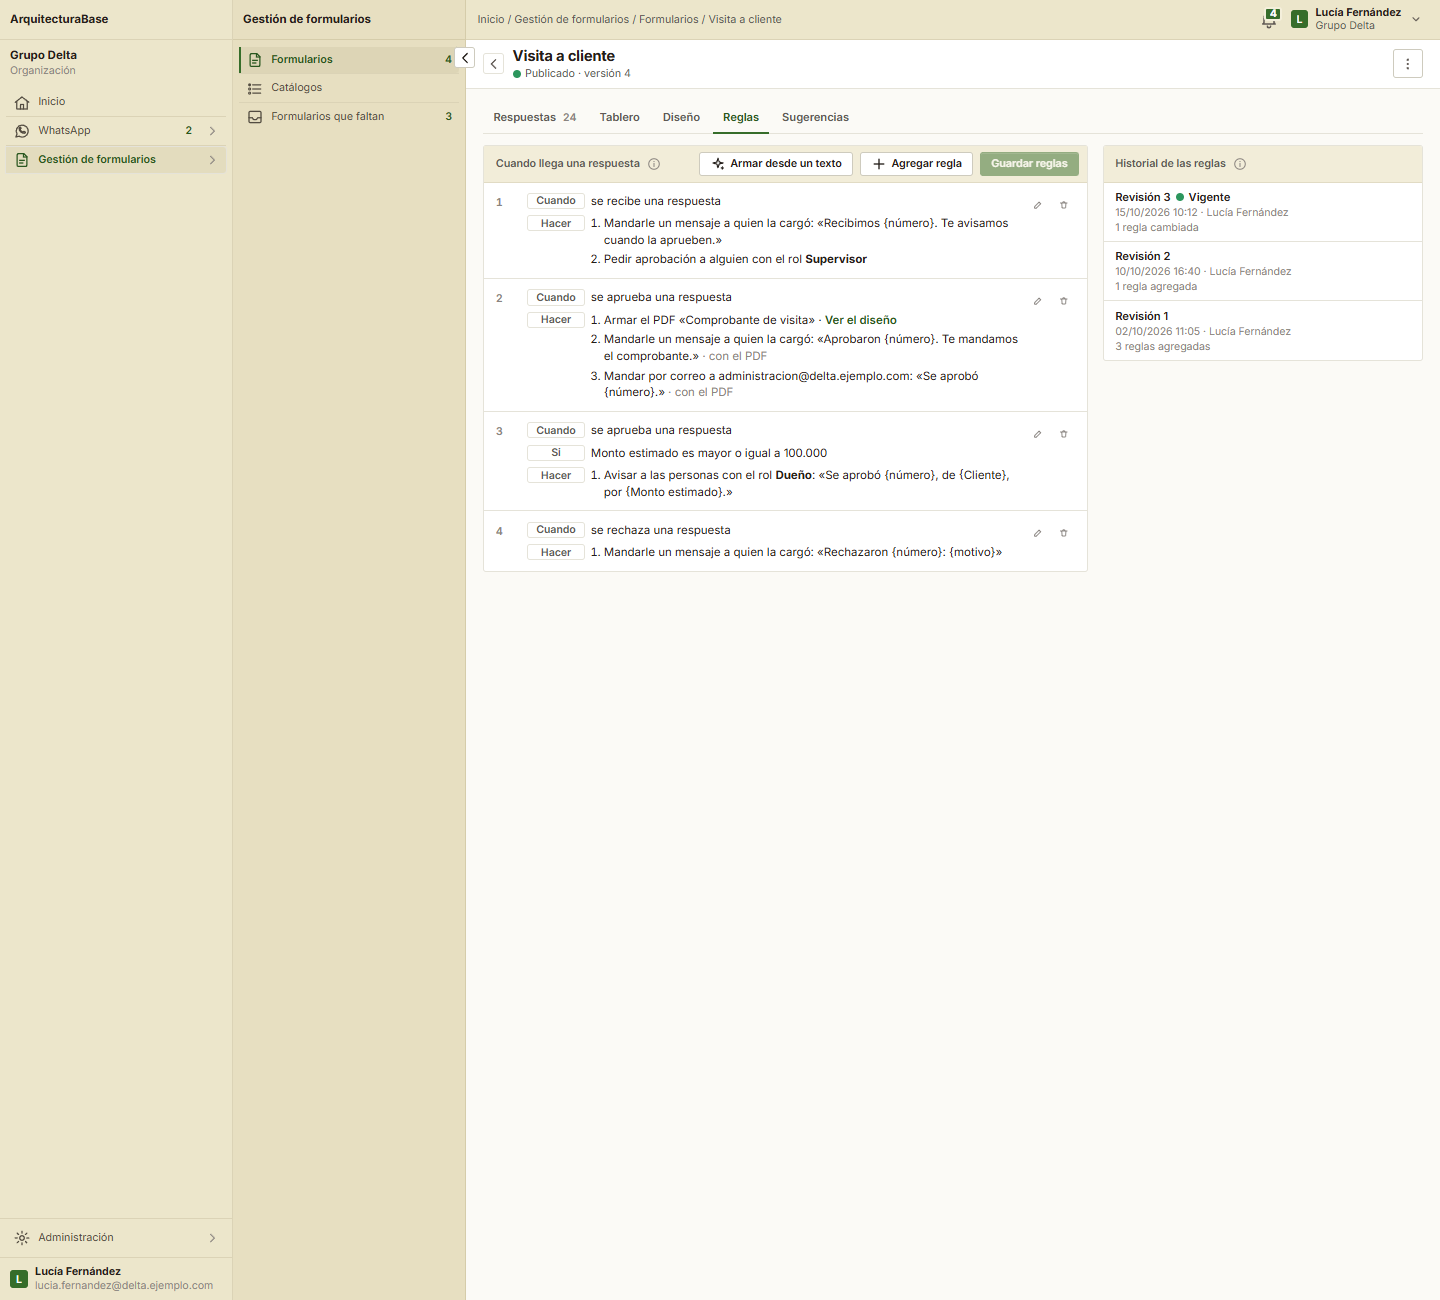 ArquitecturaBase
Grupo Delta
Organización
Inicio
WhatsApp 2
Gestión de formularios
Administración
L
Lucía Fernández
lucia.fernandez@delta.ejemplo.com
Gestión de formularios
Formularios 4
Catálogos
Formularios que faltan 3
Inicio / Gestión de formularios / Formularios / Visita a cliente
4
L
Lucía Fernández
Grupo Delta
Visita a cliente
Publicado · versión 4
Respuestas 24
Tablero
Diseño
Reglas
Sugerencias
Cuando llega una respuesta
Armar desde un texto
Agregar regla
Guardar reglas
1
Cuando se recibe una respuesta
Hacer 1. Mandarle un mensaje a quien la cargó: «Recibimos {número}. Te avisamos
cuando la aprueben.»
2. Pedir aprobación a alguien con el rol Supervisor
2
Cuando se aprueba una respuesta
Hacer 1. Armar el PDF «Comprobante de visita» · Ver el diseño
2. Mandarle un mensaje a quien la cargó: «Aprobaron {número}. Te mandamos
el comprobante.» · con el PDF
3. Mandar por correo a administracion@delta.ejemplo.com: «Se aprobó
{número}.» · con el PDF
3
Cuando se aprueba una respuesta
Si Monto estimado es mayor o igual a 100.000
Hacer 1. Avisar a las personas con el rol Dueño: «Se aprobó {número}, de {Cliente},
por {Monto estimado}.»
4
Cuando se rechaza una respuesta
Hacer 1. Mandarle un mensaje a quien la cargó: «Rechazaron {número}: {motivo}»
Historial de las reglas
Revisión 3 Vigente
15/10/2026 10:12 · Lucía Fernández
1 regla cambiada
Revisión 2
10/10/2026 16:40 · Lucía Fernández
1 regla agregada
Revisión 1
02/10/2026 11:05 · Lucía Fernández
3 reglas agregadas